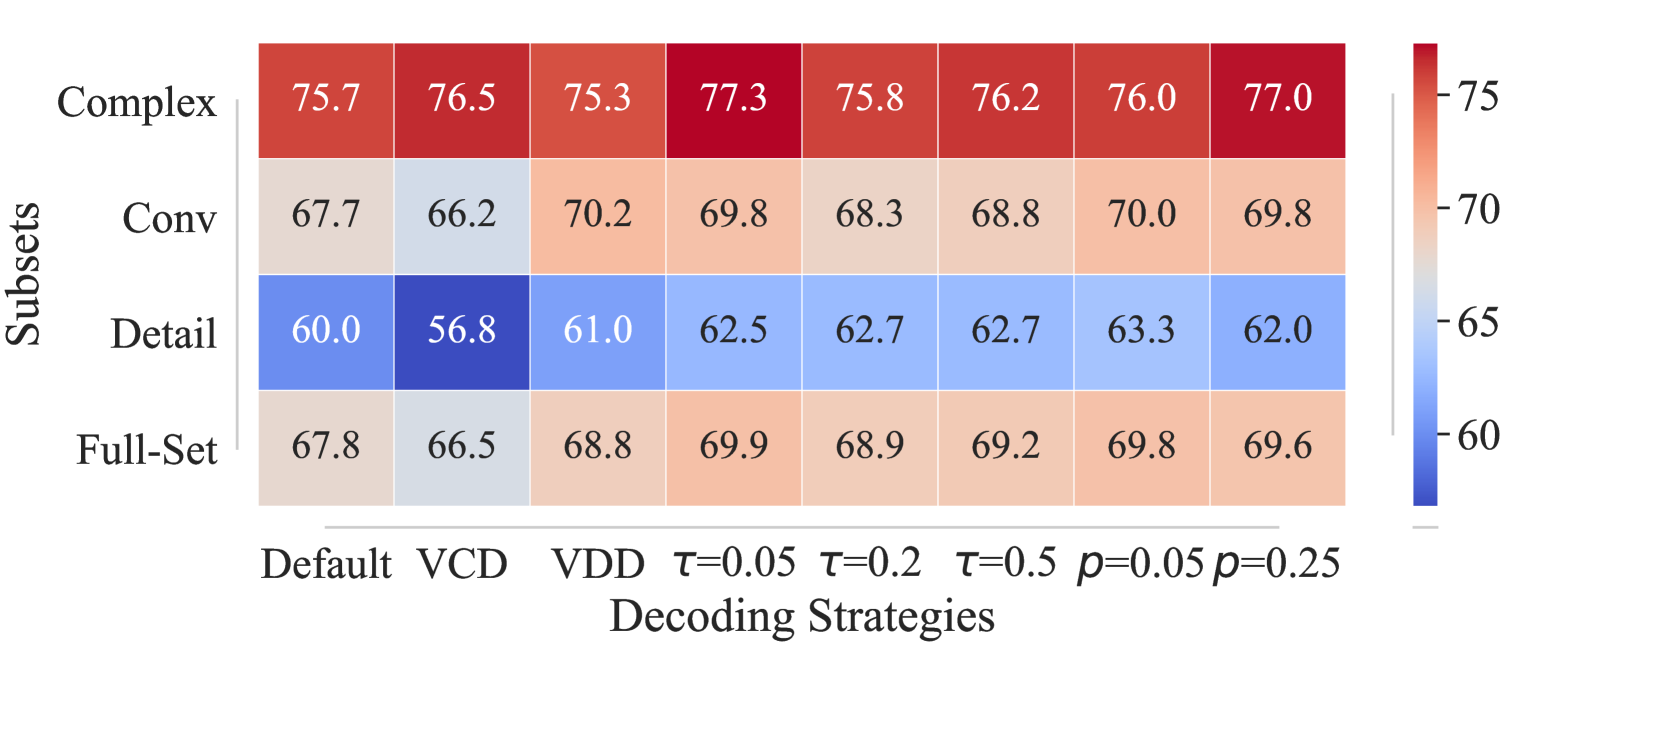 Complex 75.7 76.5 75.3 77.3 75.8 76.2 76.0 77.0
Conv 67.7 66.2 70.2 69.8 68.3 68.8 70.0 69.8
Detail 60.0 56.8 61.0 62.5 62.7 62.7 63.3 62.0
Full-Set 67.8 66.5 68.8 69.9 68.9 69.2 69.8 69.6
Default VCD VDD τ=0.05 τ=0.2 τ=0.5 p=0.05 p=0.25
Decoding Strategies
Subsets
75
70
65
60